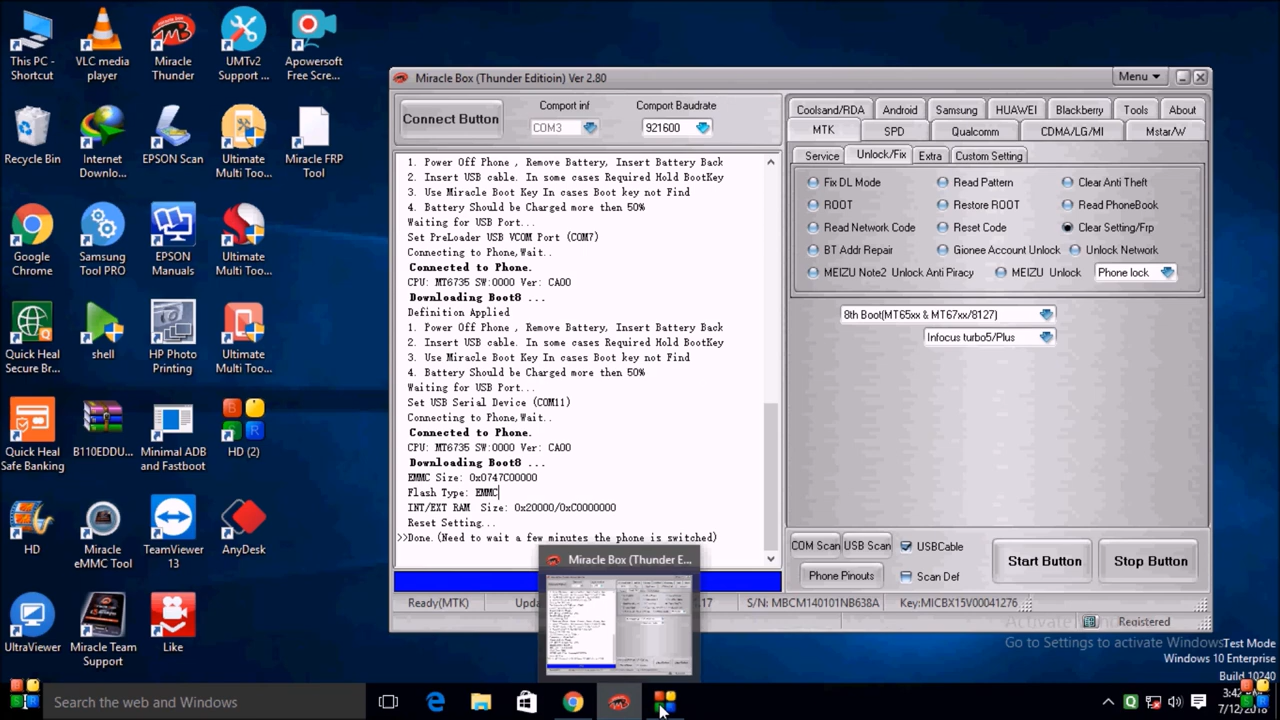 This PC - Shortcut
VLC media player
Miracle Thunder
UMTv2 Support ...
Apowersoft Free Scre...
Recycle Bin
Internet Downlo...
EPSON Scan
Ultimate Multi Too...
Miracle FRP Tool
Google Chrome
Samsung Tool PRO
EPSON Manuals
Ultimate Multi Too...
Quick Heal Secure Br...
shell
HP Photo Printing
Ultimate Multi Too...
Quick Heal Safe Banking
B110EDDU...
Minimal ADB and Fastboot
HD (2)
HD
Miracle eMMC Tool
TeamViewer 13
AnyDesk
UltraViewer
Miracle Team Support
Like
Miracle Box (Thunder Editioin) Ver 2.80
Menu
Connect Button
Comport inf
Comport Baudrate
COM3
921600
1. Power Off Phone , Remove Battery, Insert Battery Back
2. Insert USB cable. In some cases Required Hold BootKey
3. Use Miracle Boot Key In cases Boot key not Find
4. Battery Should be Charged more then 50%
Waiting for USB Port...
Set PreLoader USB VCOM Port (COM7)
Connecting to Phone,Wait..
Connected to Phone.
CPU: MT6735 SW:0000 Ver: CA00
Downloading Boot8 ...
Definition Applied
1. Power Off Phone , Remove Battery, Insert Battery Back
2. Insert USB cable. In some cases Required Hold BootKey
3. Use Miracle Boot Key In cases Boot key not Find
4. Battery Should be Charged more then 50%
Waiting for USB Port...
Set USB Serial Device (COM11)
Connecting to Phone,Wait..
Connected to Phone.
CPU: MT6735 SW:0000 Ver: CA00
Downloading Boot8 ...
EMMC Size: 0x0747C00000
Flash Type: EMMC
INT/EXT RAM Size: 0x20000/0xC0000000
Reset Setting...
>>Done.(Need to wait a few minutes the phone is switched)
Coolsand/RDA Android Samsung HUAWEI Blackberry Tools About
MTK SPD Qualcomm CDMA/LG/MI Mstar/W
Service Unlock/Fix Extra Custom Setting
Fix DL Mode Read Pattern Clear Anti Theft
ROOT Restore ROOT Read PhoneBook
Read Network Code Reset Code Clear Setting/Frp
BT Addr Repair Gionee Account Unlock Unlock Network
MEIZU Note2 Unlock Anti Piracy MEIZU Unlock Phone lock
8th Boot(MT65xx & MT67xx/8127)
Infocus turbo5/Plus
COM Scan USB Scan USBCable
Phone Pinouts Scan Def
Start Button
Stop Button
Miracle Box (Thunder E...
Ready(MTK)
17
S/N: MBCM14010TNB638A
Registered
Go to Settings to activate Windows
Test Mode
Windows 10 Enterprise
Build 10240
7/12/2018
Search the web and Windows